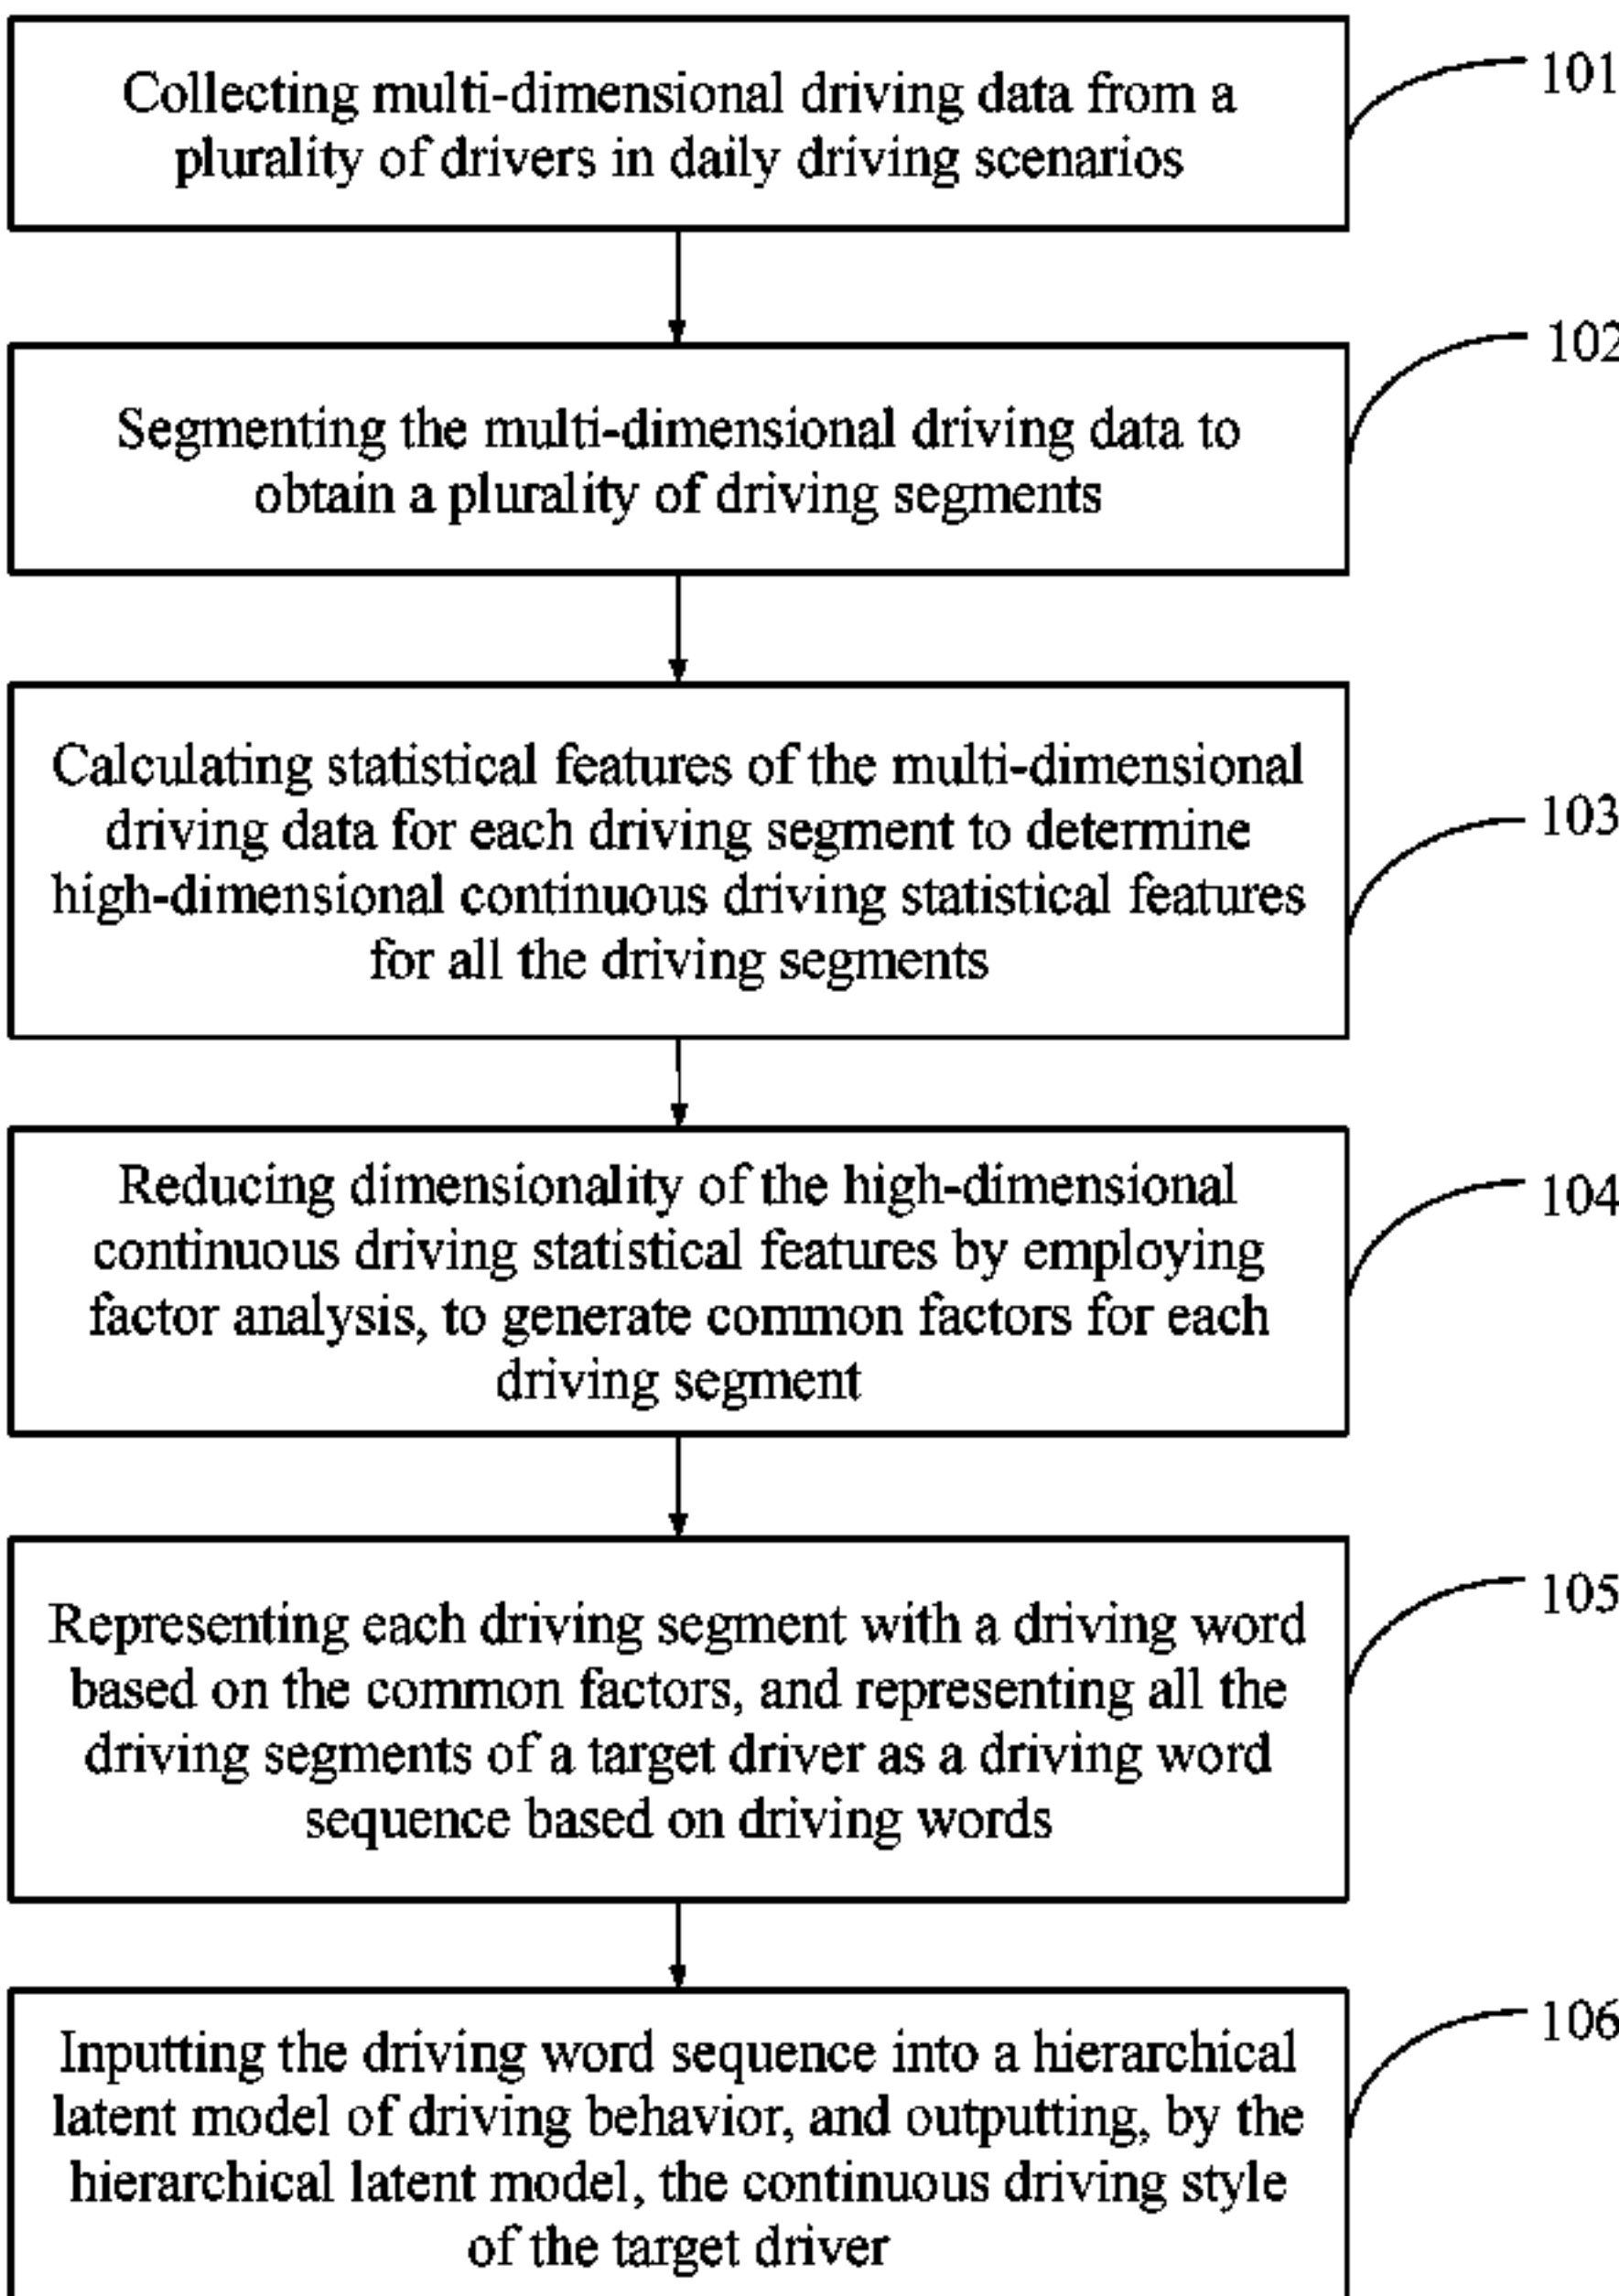 Collecting multi-dimensional driving data from a
plurality of drivers in daily driving scenarios
101
Segmenting the multi-dimensional driving data to
obtain a plurality of driving segments
102
Calculating statistical features of the multi-dimensional
driving data for each driving segment to determine
high-dimensional continuous driving statistical features
for all the driving segments
103
Reducing dimensionality of the high-dimensional
continuous driving statistical features by employing
factor analysis, to generate common factors for each
driving segment
104
Representing each driving segment with a driving word
based on the common factors, and representing all the
driving segments of a target driver as a driving word
sequence based on driving words
105
Inputting the driving word sequence into a hierarchical
latent model of driving behavior, and outputting, by the
hierarchical latent model, the continuous driving style
of the target driver
106